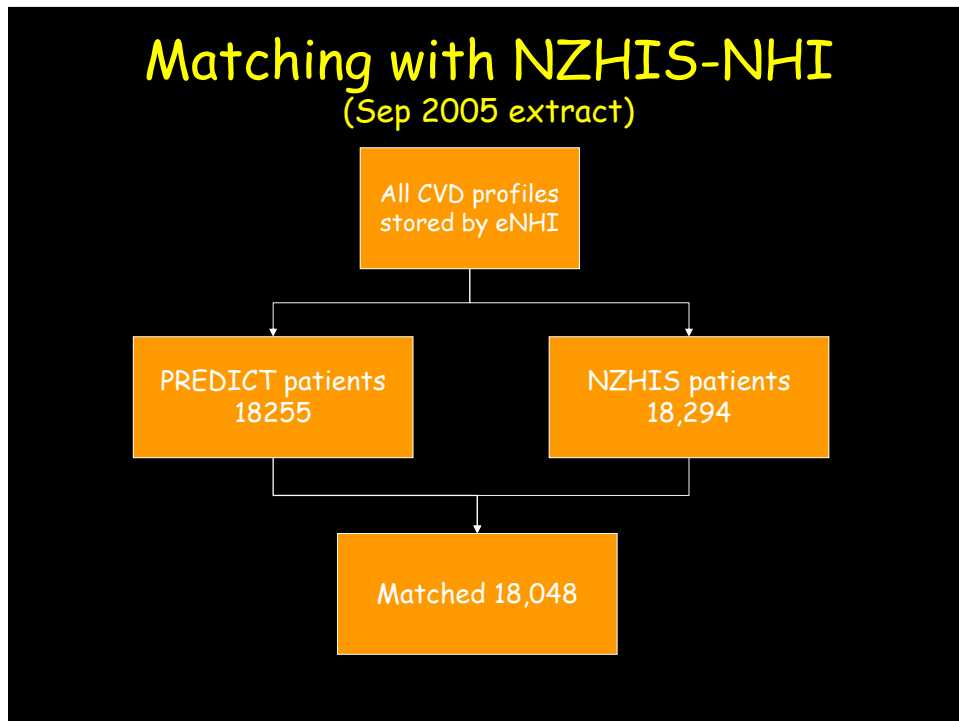 Matching with NZHIS-NHI
(Sep 2005 extract)
All CVD profiles
stored by eNHI
PREDICT patients
18255
NZHIS patients
18,294
Matched 18,048